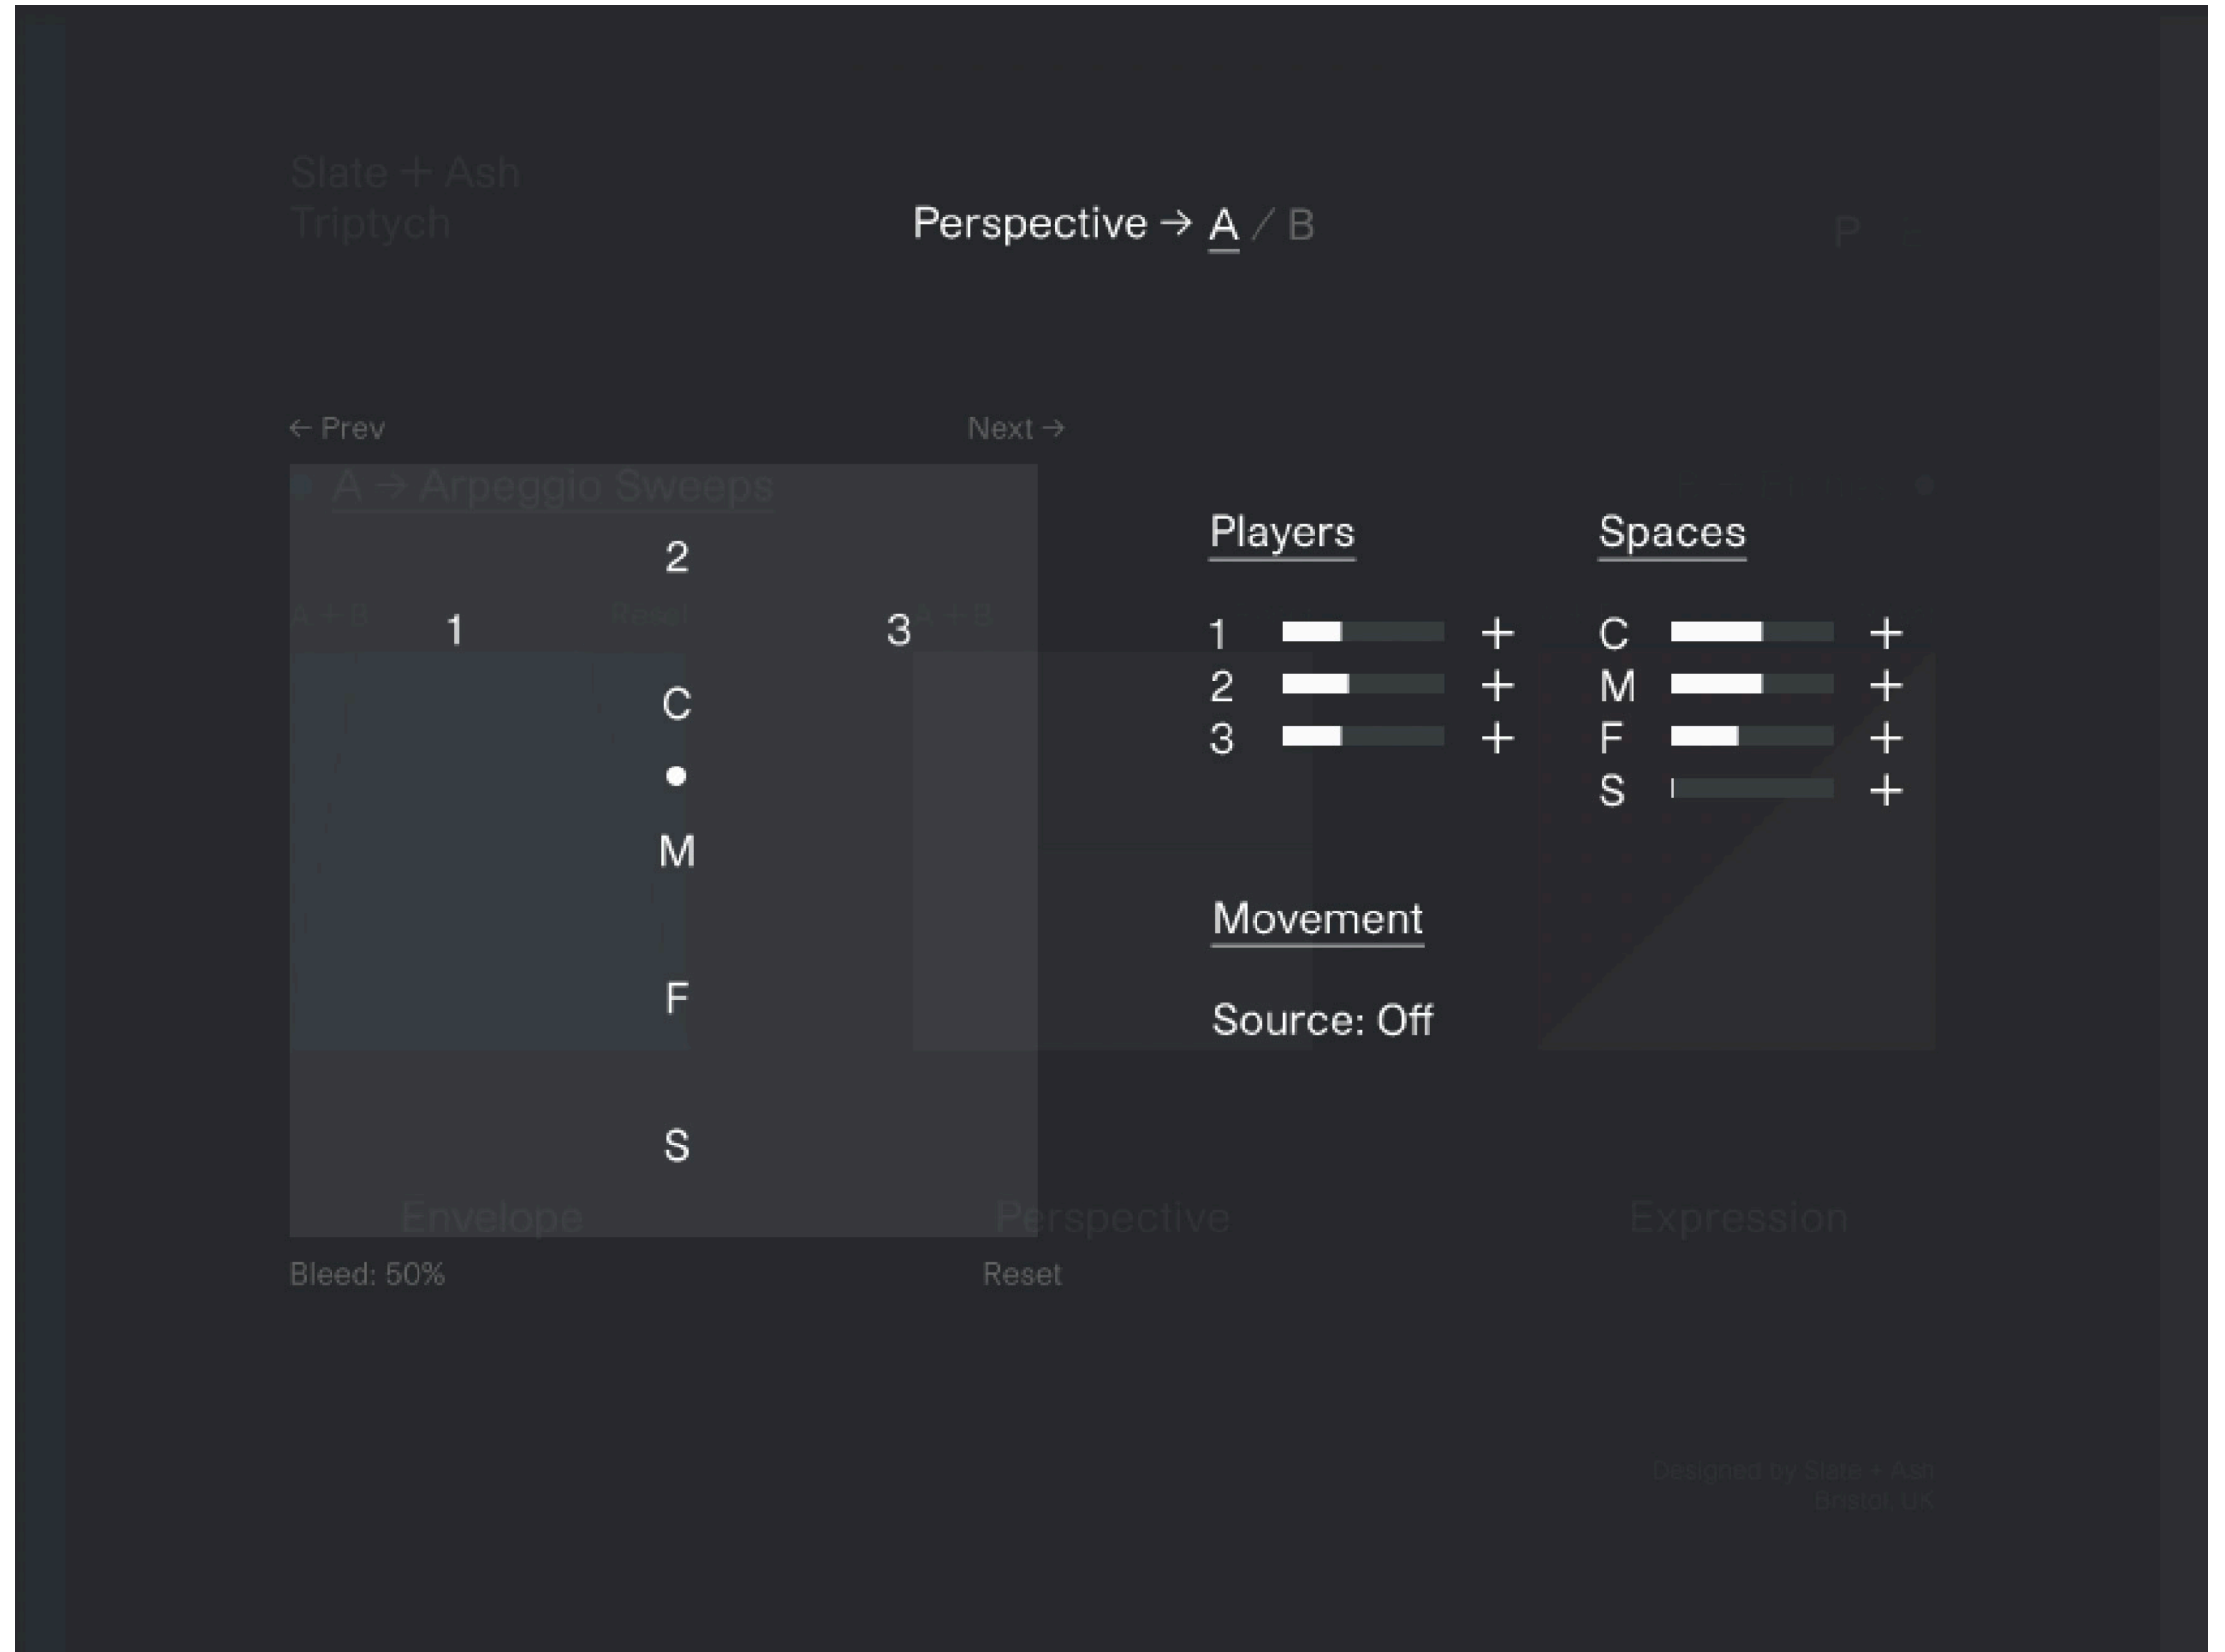 Slate + Ash
Triptych
Perspective → A / B
P
← Prev
Next →
A → Arpeggio Sweeps
2
1
3
A + B
A + B
C
M
F
S
Players
1 +
2 +
3 +
Spaces
C +
M +
F +
S +
Movement
Source: Off
Envelope
Perspective
Expression
Bleed: 50%
Reset
Designed by Slate + Ash
Bristol, UK